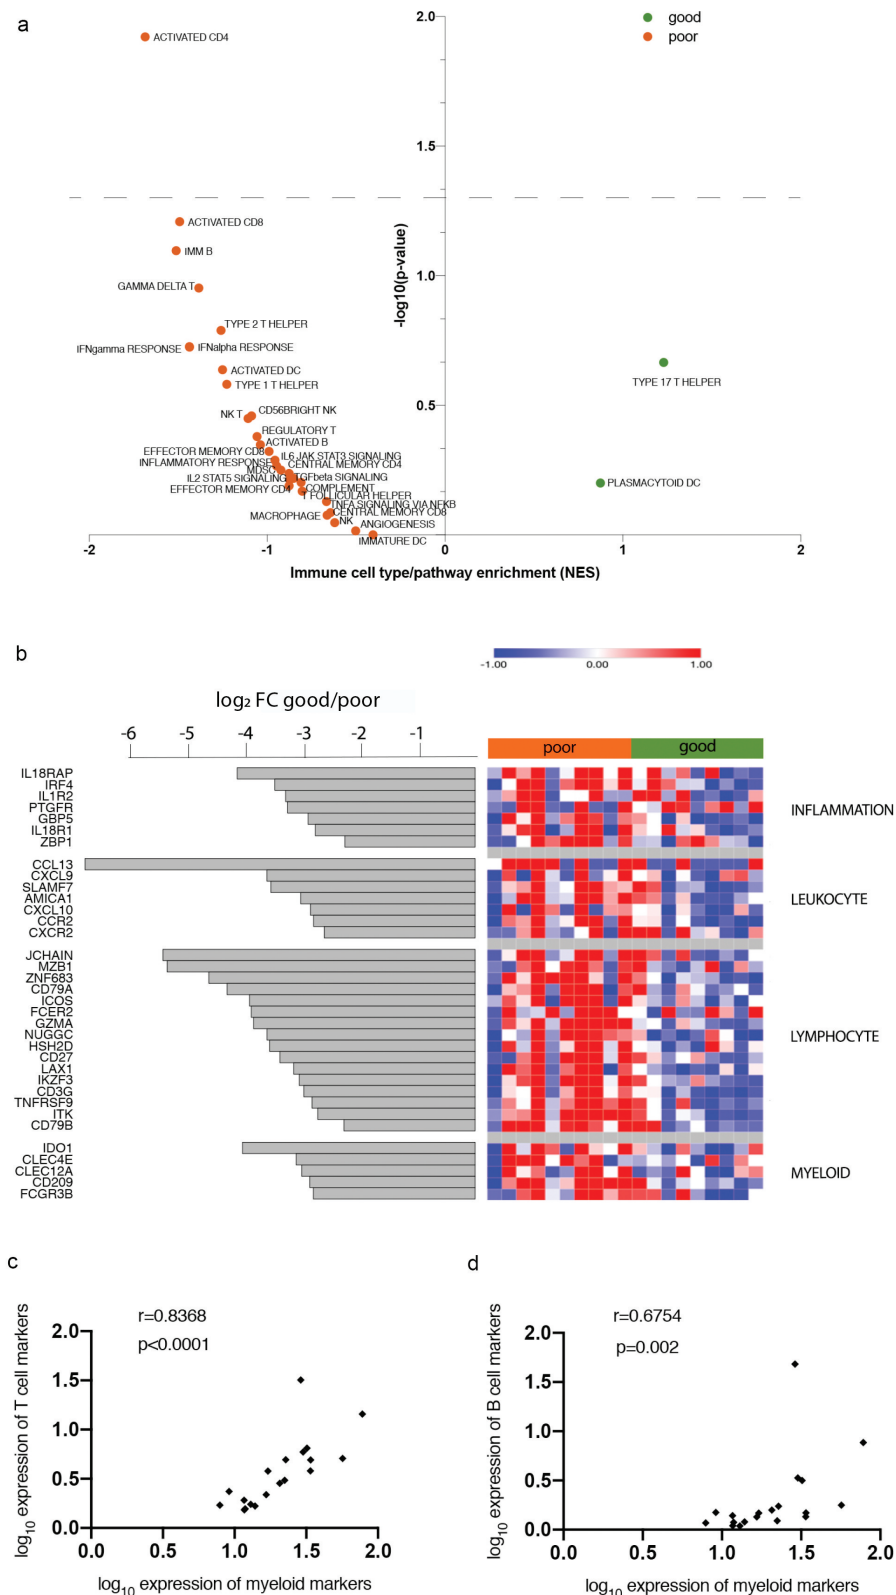 a
2.0
good
poor
ACTIVATED CD4
1.5
-log10(p-value)
ACTIVATED CD8
IMM B
1.0
GAMMA DELTA T
TYPE 2 T HELPER
IFNgamma RESPONSE
IFNalpha RESPONSE
ACTIVATED DC
TYPE 1 T HELPER
TYPE 17 T HELPER
0.5
NK T
CD56BRIGHT NK
REGULATORY T
ACTIVATED B
EFFECTOR MEMORY CD8
IL6 JAK STAT3 SIGNALING
INFLAMMATORY RESPONSE
CENTRAL MEMORY CD4
MDSC
IL2 STAT5 SIGNALING
TGFbeta SIGNALING
EFFECTOR MEMORY CD4
COMPLEMENT
T FOLLICULAR HELPER
PLASMACYTOID DC
TNFA SIGNALING VIA NFKB
MACROPHAGE
CENTRAL MEMORY CD8
NK
ANGIOGENESIS
IMMATURE DC
-2
-1
0
1
2
Immune cell type/pathway enrichment (NES)
b
-1.00
0.00
1.00
log₂ FC good/poor
-6
-5
-4
-3
-2
-1
poor
good
IL18RAP
IRF4
IL1R2
PTGFR
GBP5
IL18R1
ZBP1
INFLAMMATION
CCL13
CXCL9
SLAMF7
AMICA1
CXCL10
CCR2
CXCR2
LEUKOCYTE
JCHAIN
MZB1
ZNF683
CD79A
ICOS
FCER2
GZMA
NUGGC
HSH2D
CD27
LAX1
IKZF3
CD3G
TNFRSF9
ITK
CD79B
LYMPHOCYTE
IDO1
CLEC4E
CLEC12A
CD209
FCGR3B
MYELOID
c
r=0.8368
p<0.0001
log₁₀ expression of T cell markers
2.0
1.5
1.0
0.5
0.0
0.0
0.5
1.0
1.5
2.0
log₁₀ expression of myeloid markers
d
r=0.6754
p=0.002
log₁₀ expression of B cell markers
2.0
1.5
1.0
0.5
0.0
0.0
0.5
1.0
1.5
2.0
log₁₀ expression of myeloid markers